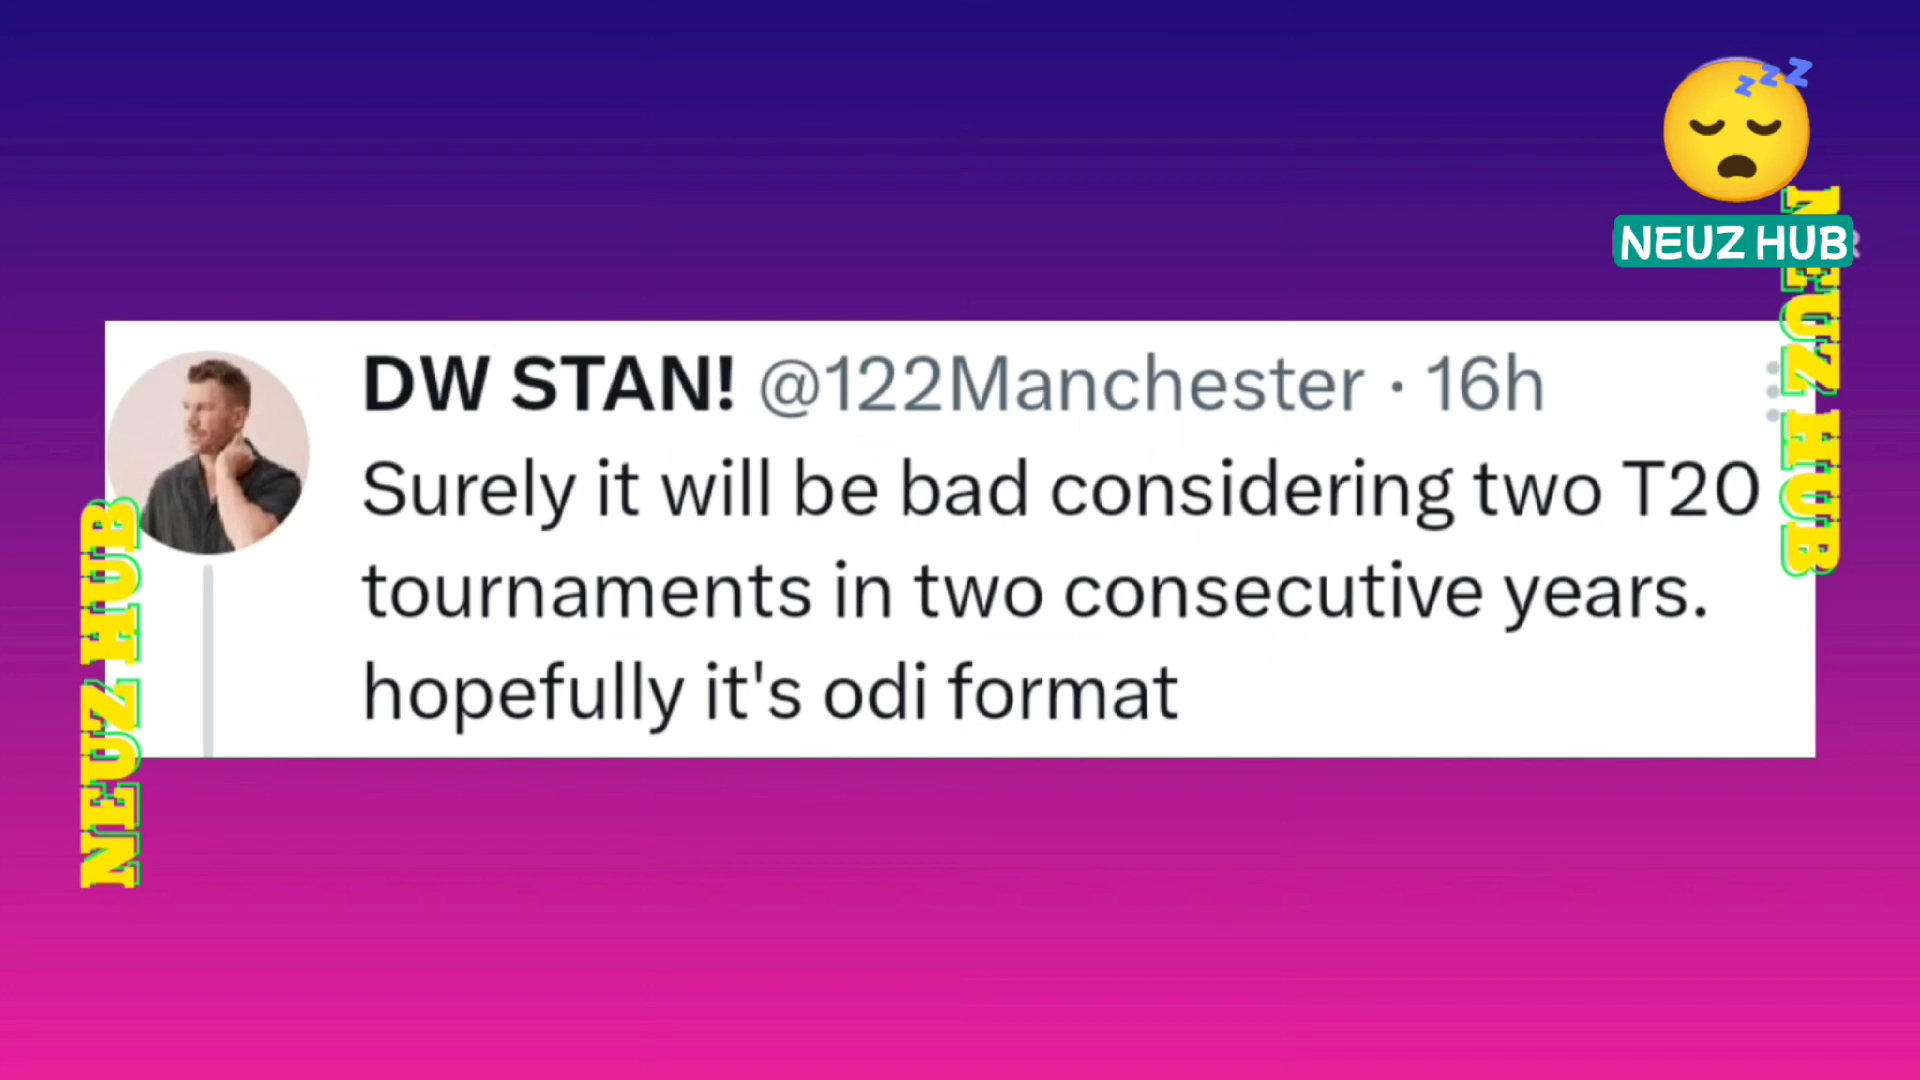 NEUZ HUB
NEUZ HUB
DW STAN! @122Manchester · 16h
Surely it will be bad considering two T20
tournaments in two consecutive years.
hopefully it's odi format
NEUZ HUB